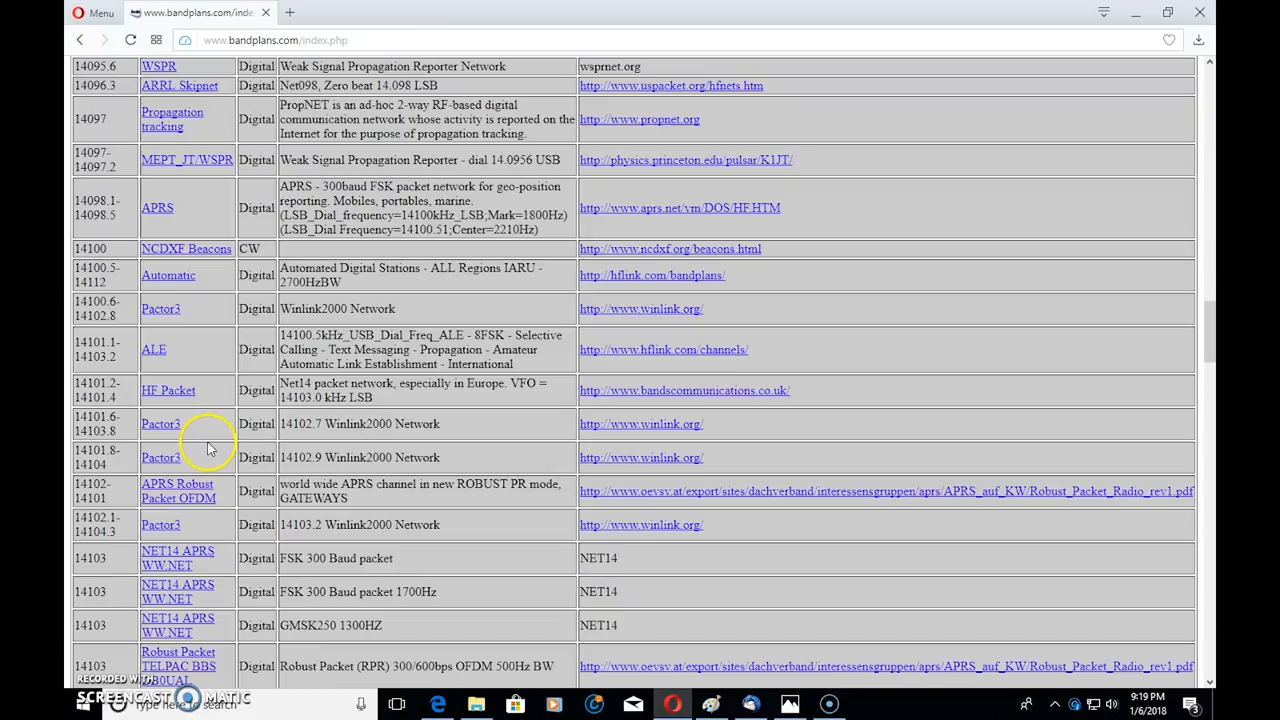 Menu
www.bandplans.com/inde
www.bandplans.com/index.php
14095.6 WSPR Digital Weak Signal Propagation Reporter Network wsprnet.org
14096.3 ARRL Skipnet Digital Net098, Zero beat 14.098 LSB http://www.uspacket.org/hfnets.htm
14097 Propagation tracking Digital PropNET is an ad-hoc 2-way RF-based digital
communication network whose activity is reported on the
Internet for the purpose of propagation tracking. http://www.propnet.org
14097-
14097.2 MEPT_JT/WSPR Digital Weak Signal Propagation Reporter - dial 14.0956 USB http://physics.princeton.edu/pulsar/K1JT/
14098.1-
14098.5 APRS Digital APRS - 300baud FSK packet network for geo-position
reporting. Mobiles, portables, marine.
(LSB_Dial_frequency=14100kHz_LSB;Mark=1800Hz)
(LSB_Dial Frequency=14100.51;Center=2210Hz) http://www.aprs.net/vm/DOS/HF.HTM
14100 NCDXF Beacons CW http://www.ncdxf.org/beacons.html
14100.5-
14112 Automatic Digital Automated Digital Stations - ALL Regions IARU -
2700HzBW http://hflink.com/bandplans/
14100.6-
14102.8 Pactor3 Digital Winlink2000 Network http://www.winlink.org/
14101.1-
14103.2 ALE Digital 14100.5kHz_USB_Dial_Freq_ALE - 8FSK - Selective
Calling - Text Messaging - Propagation - Amateur
Automatic Link Establishment - International http://www.hflink.com/channels/
14101.2-
14101.4 HF Packet Digital Net14 packet network, especially in Europe. VFO =
14103.0 kHz LSB http://www.bandscommunications.co.uk/
14101.6-
14103.8 Pactor3 Digital 14102.7 Winlink2000 Network http://www.winlink.org/
14101.8-
14104 Pactor3 Digital 14102.9 Winlink2000 Network http://www.winlink.org/
14102-
14101 APRS Robust
Packet OFDM Digital world wide APRS channel in new ROBUST PR mode,
GATEWAYS http://www.oevsv.at/export/sites/dachverband/interessensgruppen/aprs/APRS_auf_KW/Robust_Packet_Radio_rev1.pdf
14102.1-
14104.3 Pactor3 Digital 14103.2 Winlink2000 Network http://www.winlink.org/
14103 NET14 APRS
WW.NET Digital FSK 300 Baud packet NET14
14103 NET14 APRS
WW.NET Digital FSK 300 Baud packet 1700Hz NET14
14103 NET14 APRS
WW.NET Digital GMSK250 1300HZ NET14
14103 Robust Packet
TELPAC BBS
DB0UAL Digital Robust Packet (RPR) 300/600bps OFDM 500Hz BW http://www.oevsv.at/export/sites/dachverband/interessensgruppen/aprs/APRS_auf_KW/Robust_Packet_Radio_rev1.pdf
RECORDED WITH
SCREENCAST MATIC
Type here to search
9:19 PM
1/6/2018
3